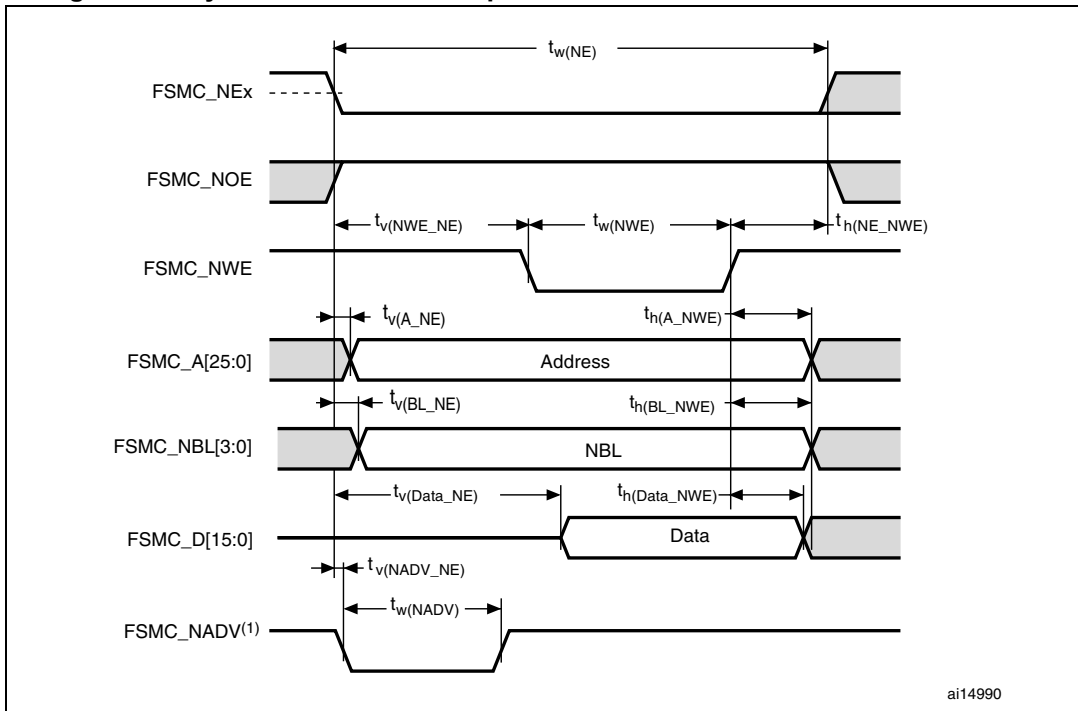 tw(NE)
FSMC_NEx
FSMC_NOE
tv(NWE_NE)
tw(NWE)
th(NE_NWE)
FSMC_NWE
tv(A_NE)
th(A_NWE)
FSMC_A[25:0]
Address
tv(BL_NE)
th(BL_NWE)
FSMC_NBL[3:0]
NBL
tv(Data_NE)
th(Data_NWE)
FSMC_D[15:0]
Data
tv(NADV_NE)
tw(NADV)
FSMC_NADV(1)
ai14990